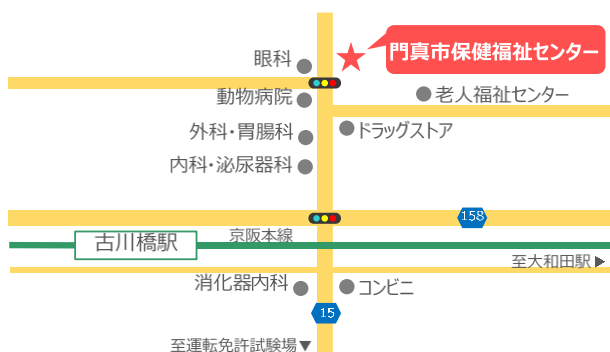 門真市保健福祉センター
眼科
動物病院
老人福祉センター
外科・胃腸科
ドラッグストア
内科・泌尿器科
158
古川橋駅
京阪本線
至大和田駅▶
消化器内科
コンビニ
15
至運転免許試験場▼